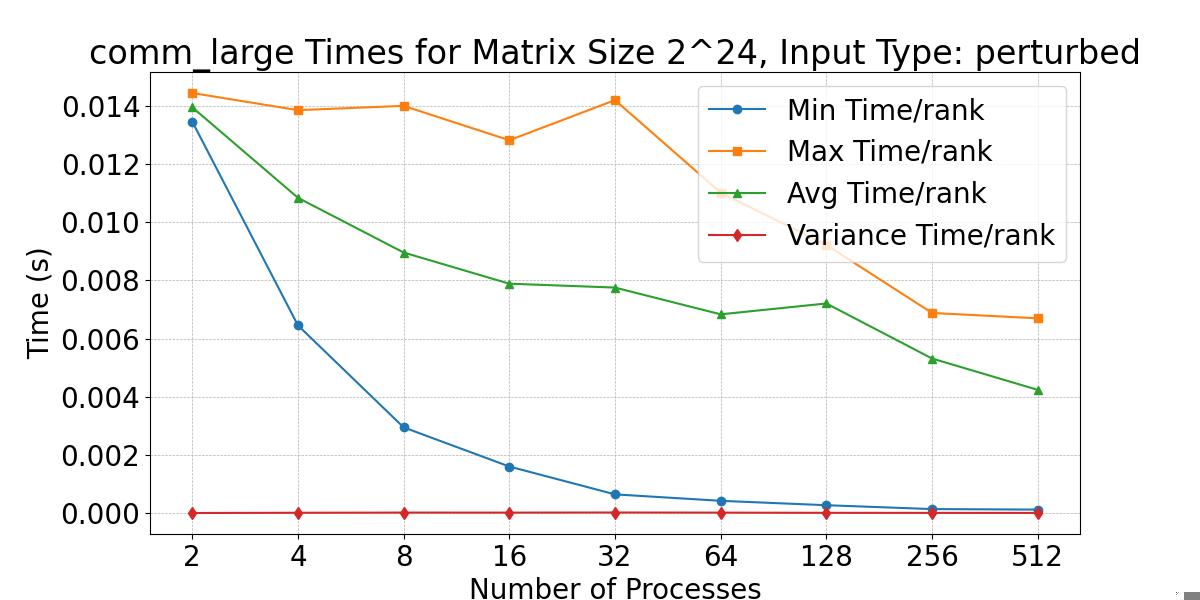 comm_large Times for Matrix Size 2^24, Input Type: perturbed
Min Time/rank
Max Time/rank
Avg Time/rank
Variance Time/rank
Time (s)
0.014
0.012
0.010
0.008
0.006
0.004
0.002
0.000
2 4 8 16 32 64 128 256 512
Number of Processes